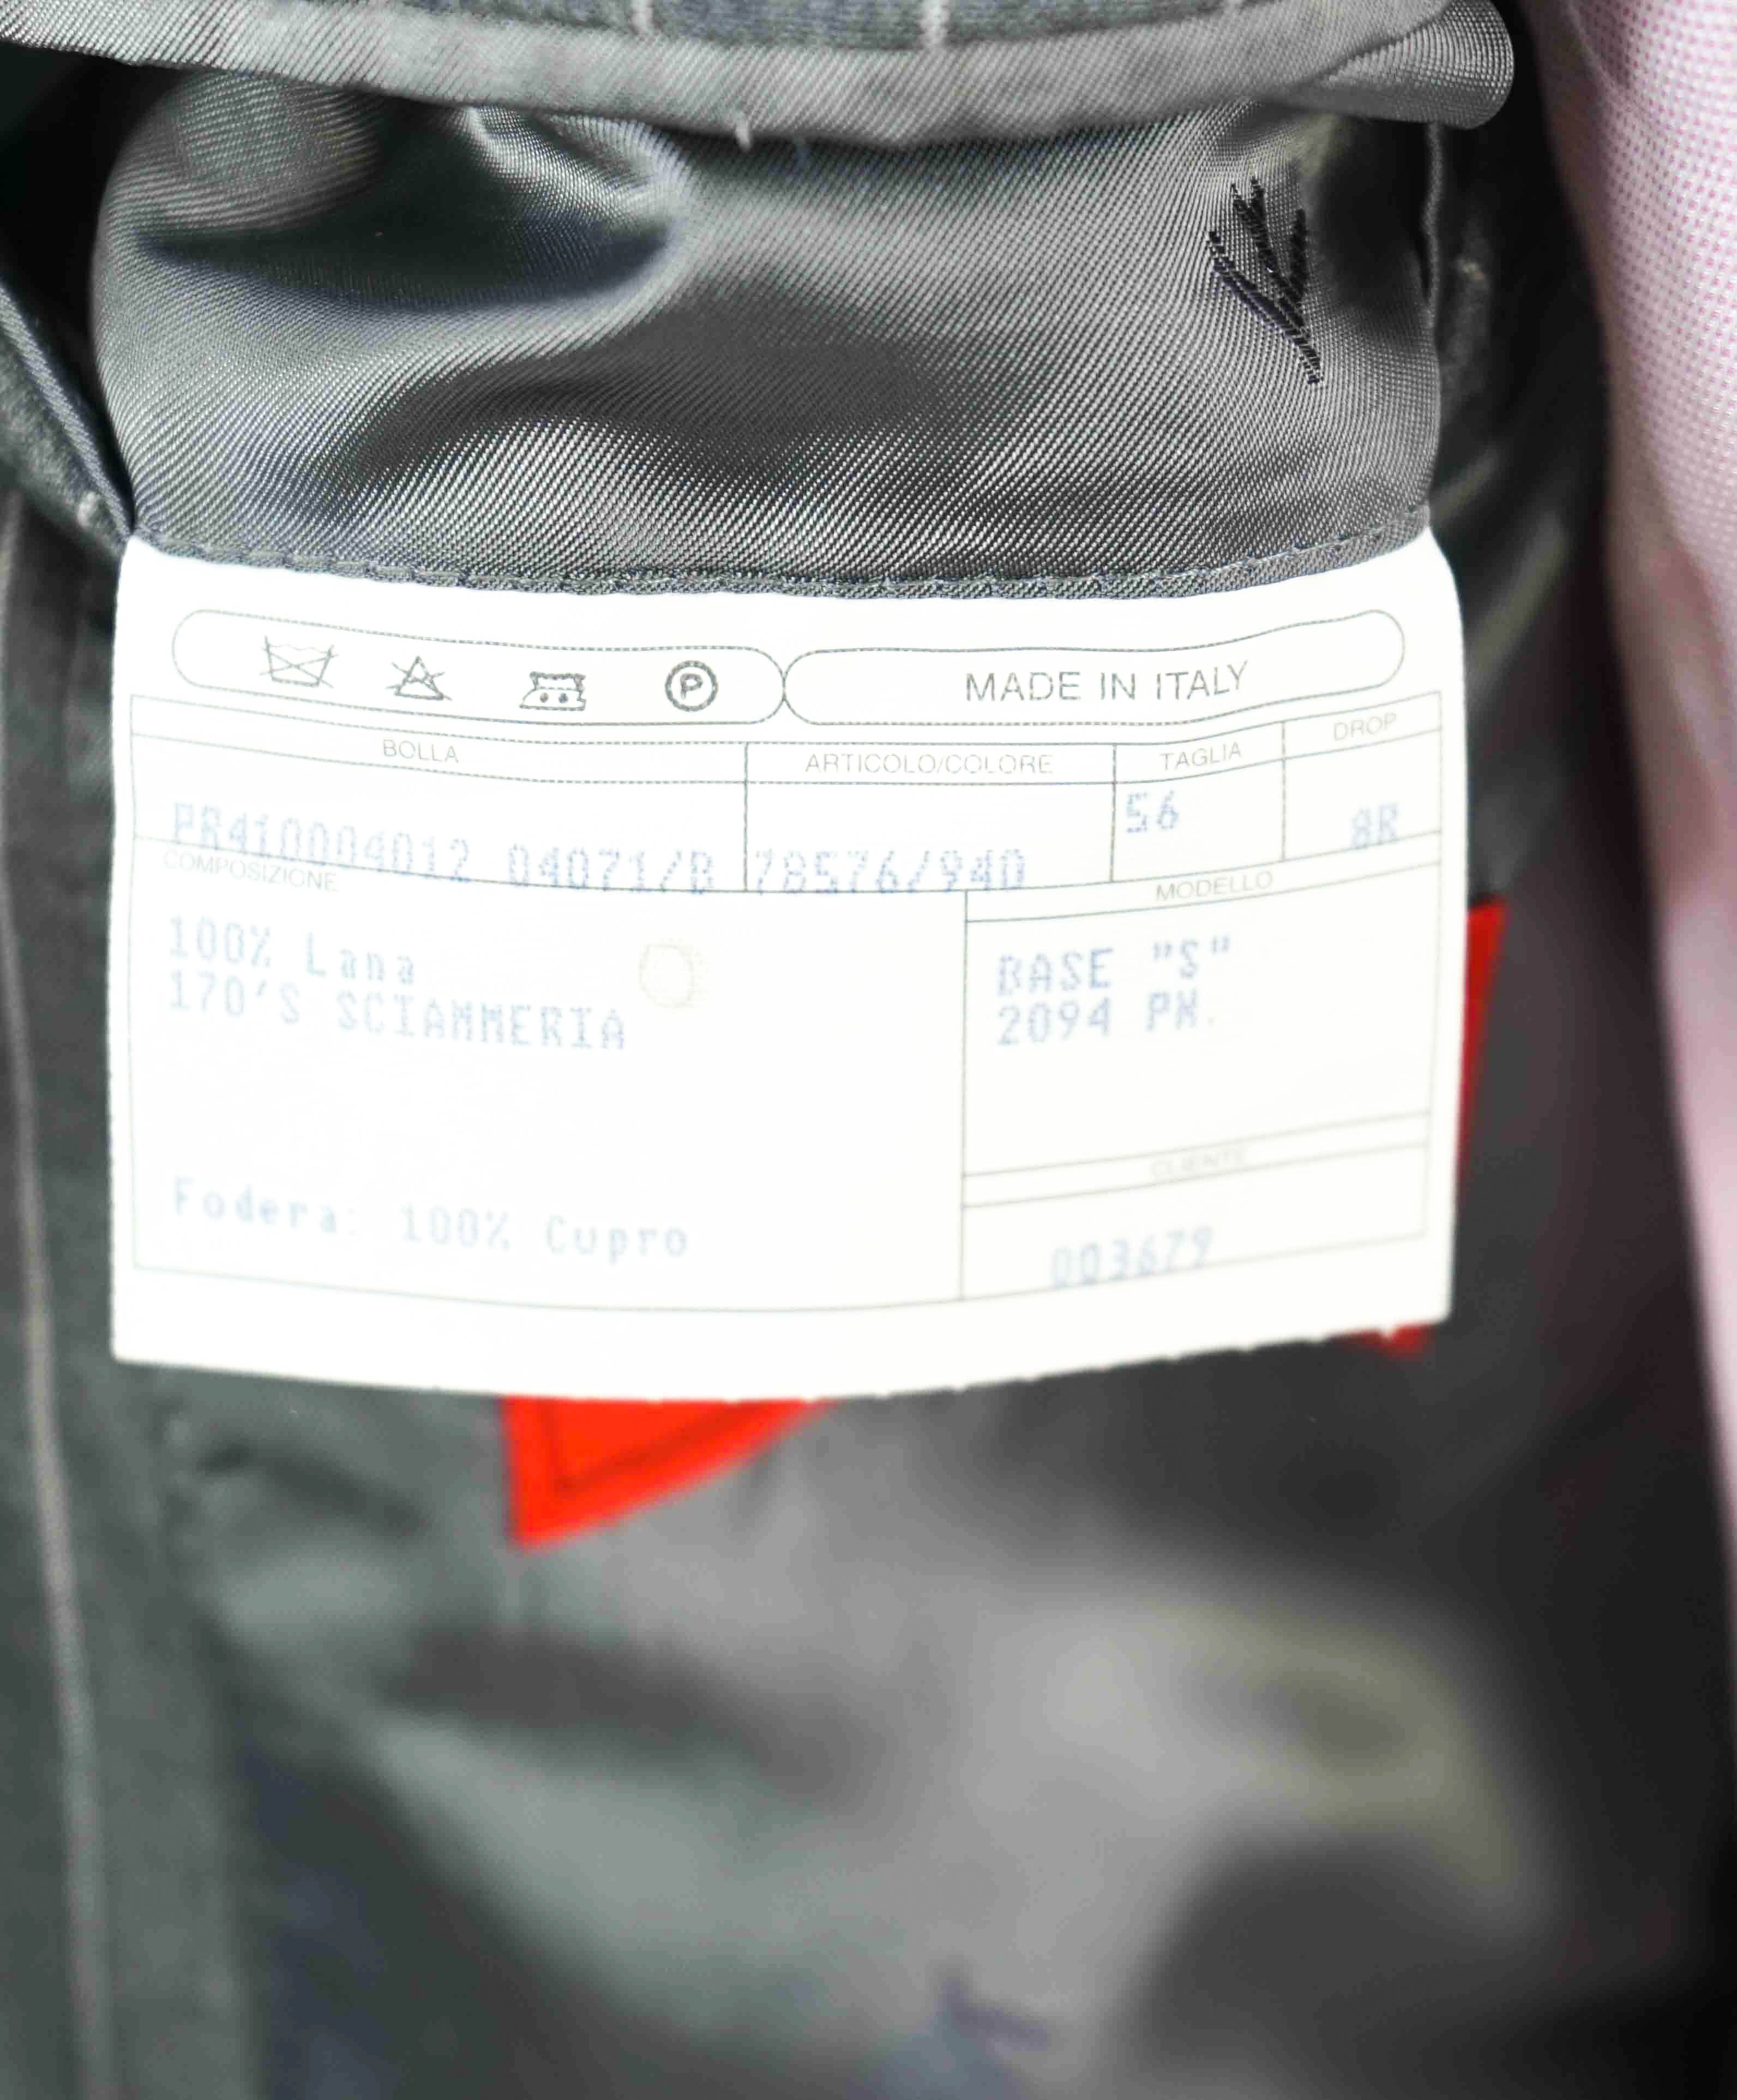 P MADE IN ITALY
BOLLA ARTICOLO/COLORE TAGLIA DROP
PR410004012 04071/B 78576/940 56 8R
COMPOSIZIONE
100% Lana
170'S SCIAMMERIA
Fodera: 100% Cupro
MODELLO
BASE "S"
2094 PN.
CLIENTE
003679